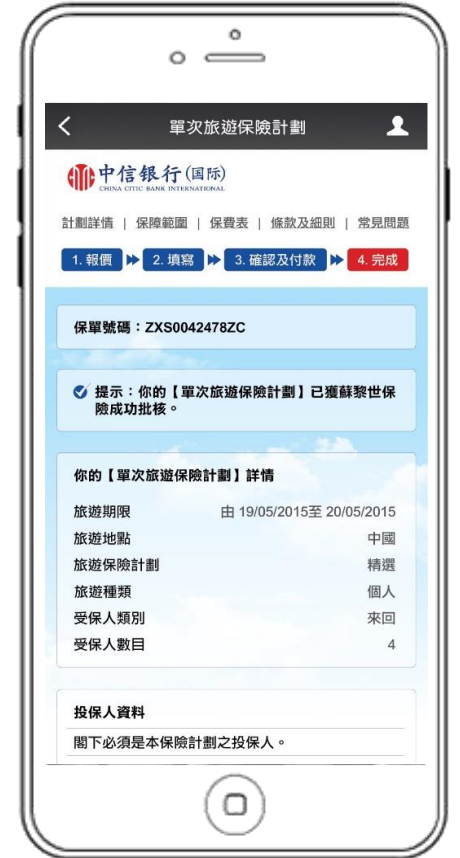 單次旅遊保險計劃
中信银行(国际)
CHINA CITIC BANK INTERNATIONAL
計劃詳情 | 保障範圍 | 保費表 | 條款及細則 | 常見問題
1. 報價 2. 填寫 3. 確認及付款 4. 完成
保單號碼：ZXS0042478ZC
提示：你的【單次旅遊保險計劃】已獲蘇黎世保
險成功批核。
你的【單次旅遊保險計劃】詳情
旅遊期限 由 19/05/2015至 20/05/2015
旅遊地點 中國
旅遊保險計劃 精選
旅遊種類 個人
受保人類別 來回
受保人數目 4
投保人資料
閣下必須是本保險計劃之投保人。